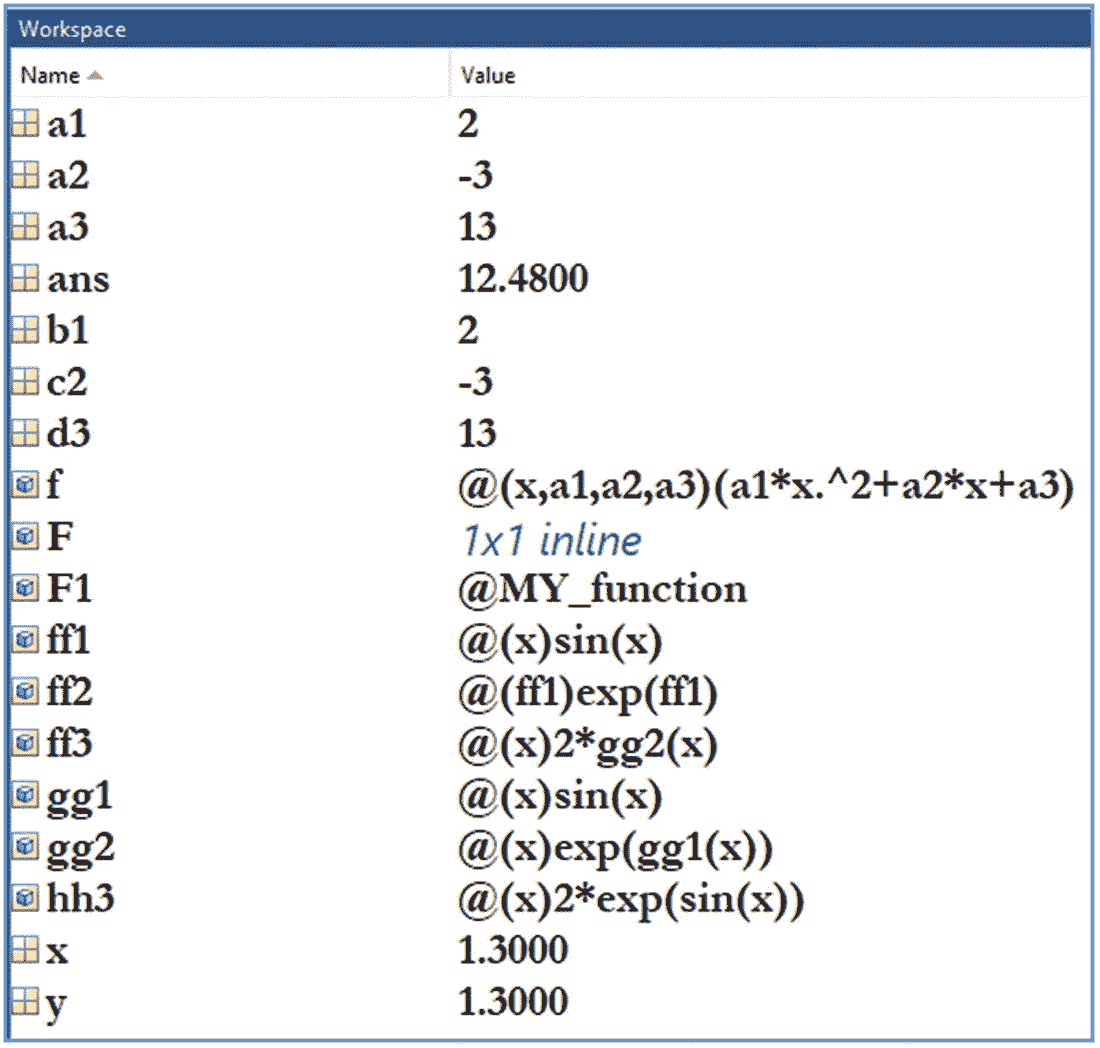 Workspace
Name Value
a1 2
a2 -3
a3 13
ans 12.4800
b1 2
c2 -3
d3 13
f @(x,a1,a2,a3)(a1*x.^2+a2*x+a3)
F 1x1 inline
F1 @MY_function
ff1 @(x)sin(x)
ff2 @(ff1)exp(ff1)
ff3 @(x)2*gg2(x)
gg1 @(x)sin(x)
gg2 @(x)exp(gg1(x))
hh3 @(x)2*exp(sin(x))
x 1.3000
y 1.3000